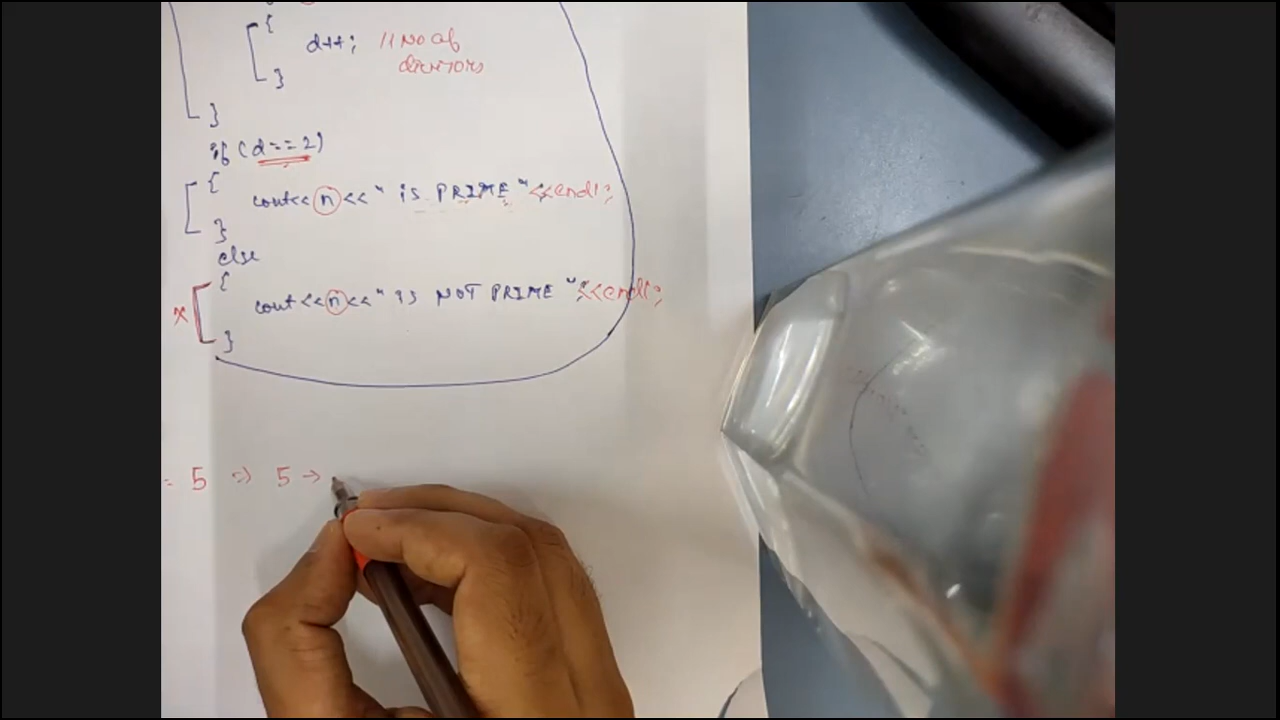 {
d++; // No of
divisors
}
}
if (d==2)
{
cout<<n<<" is PRIME "<<endl;
}
else
{
x
cout<<n<<" is NOT PRIME "<<endl;
}
= 5 => 5 →